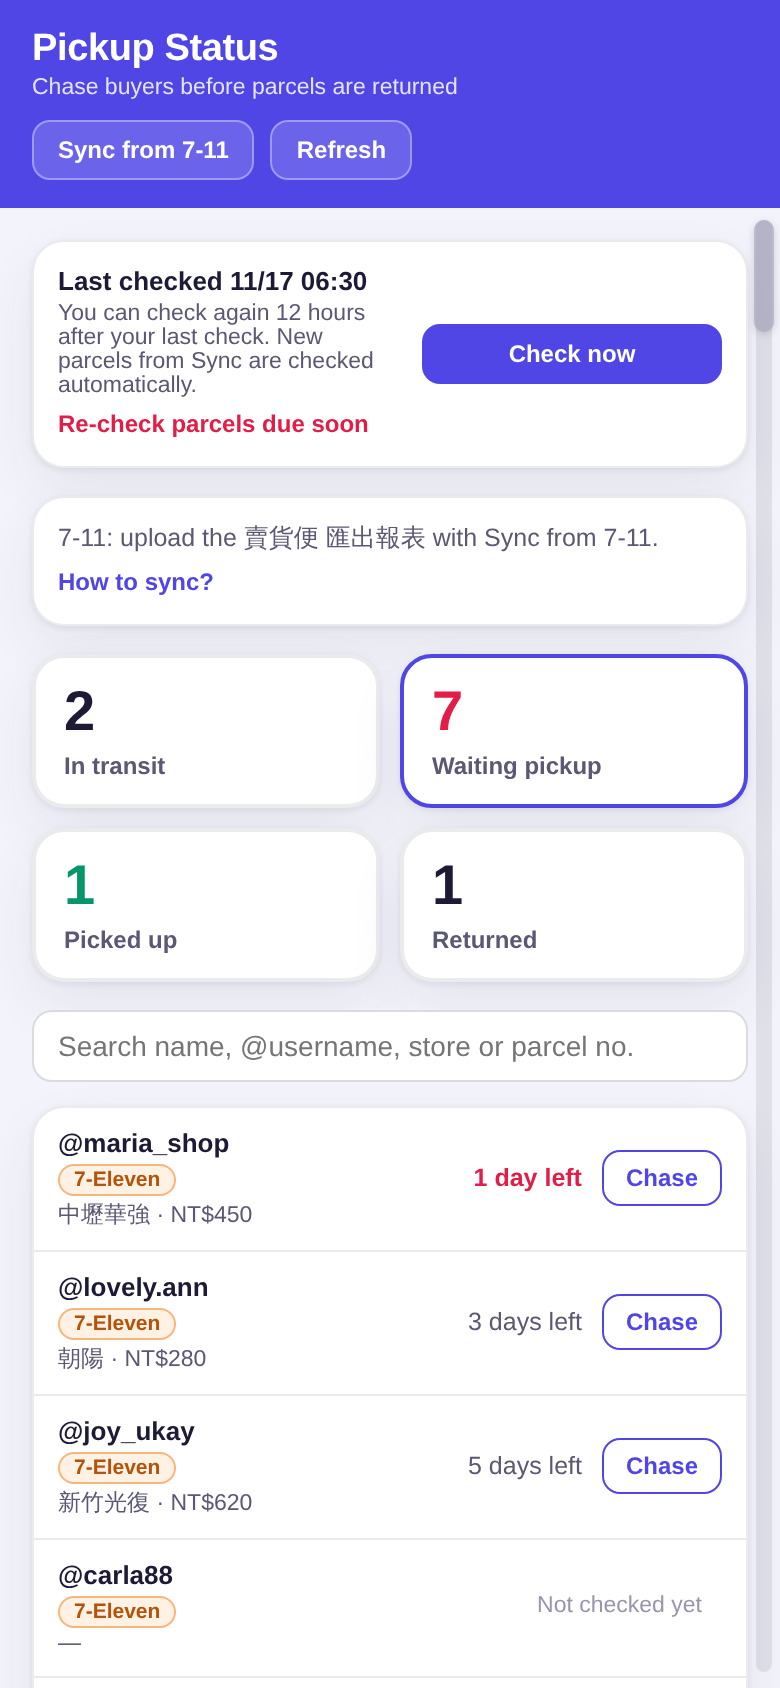 Pickup Status
Chase buyers before parcels are returned
Sync from 7-11
Refresh
Last checked 11/17 06:30
You can check again 12 hours
after your last check. New
parcels from Sync are checked
automatically.
Re-check parcels due soon
Check now
7-11: upload the 賣貨便 匯出報表 with Sync from 7-11.
How to sync?
2
In transit
7
Waiting pickup
1
Picked up
1
Returned
Search name, @username, store or parcel no.
@maria_shop
7-Eleven
中壢華強 · NT$450
1 day left
Chase
@lovely.ann
7-Eleven
朝陽 · NT$280
3 days left
Chase
@joy_ukay
7-Eleven
新竹光復 · NT$620
5 days left
Chase
@carla88
7-Eleven
—
Not checked yet